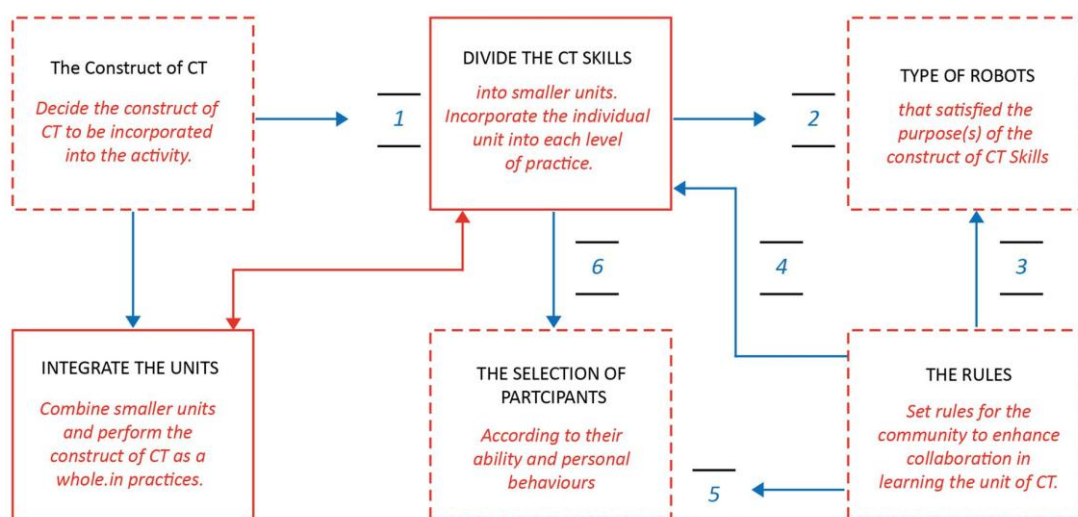 The Construct of CT
Decide the construct of
CT to be incorporated
into the activity.
1
DIVIDE THE CT SKILLS
into smaller units.
Incorporate the individual
unit into each level
of practice.
2
TYPE OF ROBOTS
that satisfied the
purpose(s) of the
construct of CT Skills
6
4
3
INTEGRATE THE UNITS
Combine smaller units
and perform the
construct of CT as a
whole.in practices.
THE SELECTION OF
PARTCIPANTS
According to their
ability and personal
behaviours
5
THE RULES
Set rules for the
community to enhance
collaboration in
learning the unit of CT.